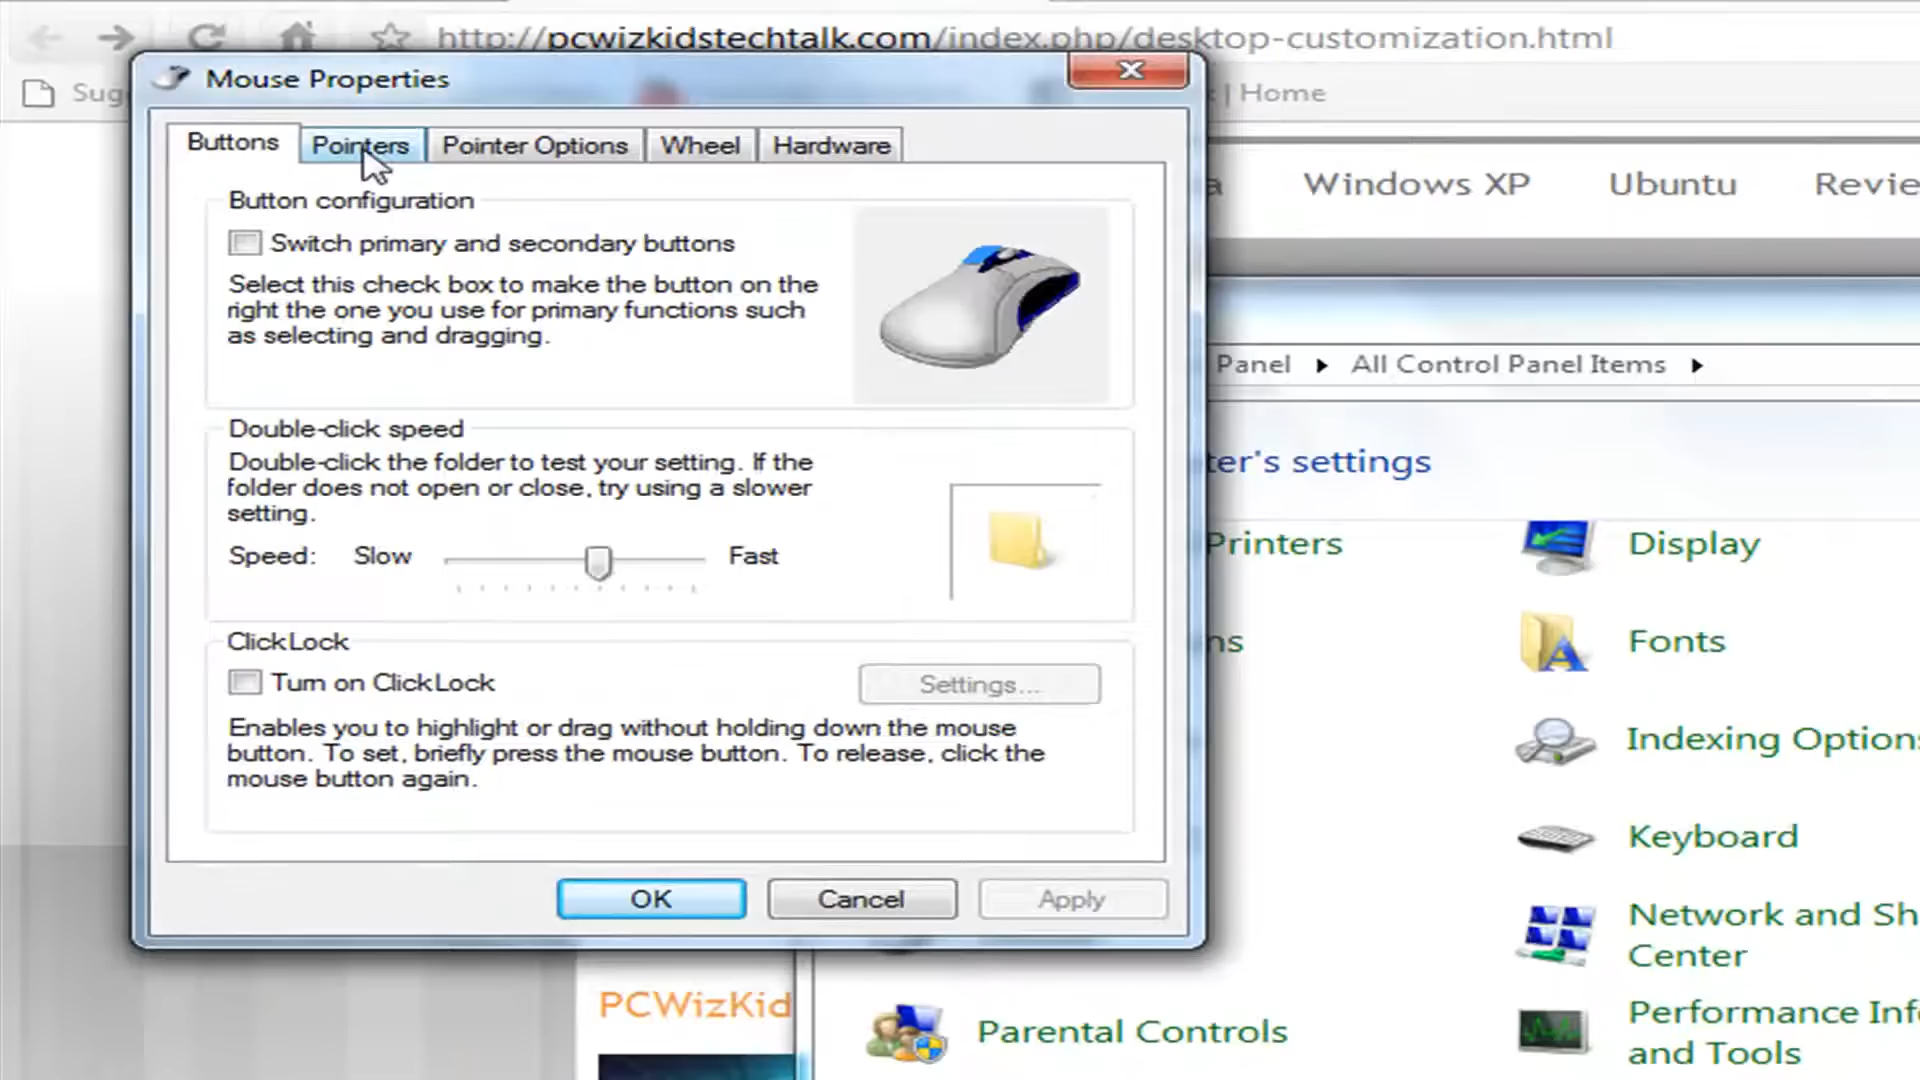 http://pcwizkidstechtalk.com/index.php/desktop-customization.html
| Home
Mouse Properties
Buttons
Pointers
Pointer Options
Wheel
Hardware
Button configuration
Switch primary and secondary buttons
Select this check box to make the button on the
right the one you use for primary functions such
as selecting and dragging.
Double-click speed
Double-click the folder to test your setting. If the
folder does not open or close, try using a slower
setting.
Speed: Slow Fast
ClickLock
Turn on ClickLock
Settings...
Enables you to highlight or drag without holding down the mouse
button. To set, briefly press the mouse button. To release, click the
mouse button again.
OK
Cancel
Apply
Windows XP
Ubuntu
Revie
Panel ▸ All Control Panel Items ▸
ter's settings
Printers
Display
ns
Fonts
Indexing Options
Keyboard
Network and Sh
Center
Parental Controls
Performance Inf
and Tools
PCWizKid